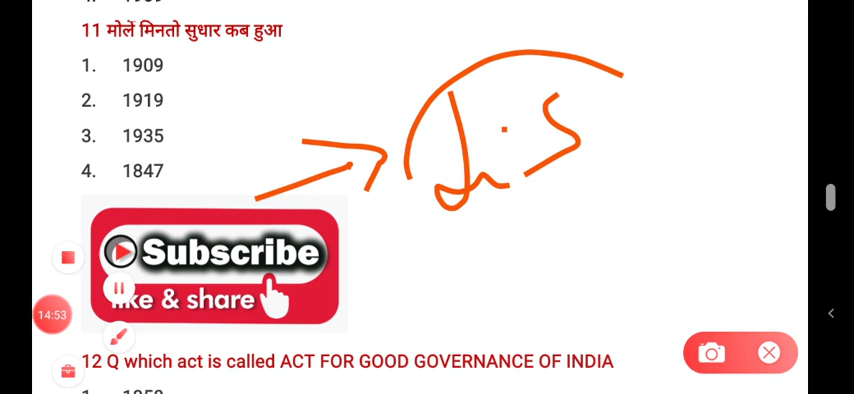 11 मोर्ले मिनतो सुधार कब हुआ
1. 1909
2. 1919
3. 1935
4. 1847
Subscribe
ke & share
14:53
12 Q which act is called ACT FOR GOOD GOVERNANCE OF INDIA